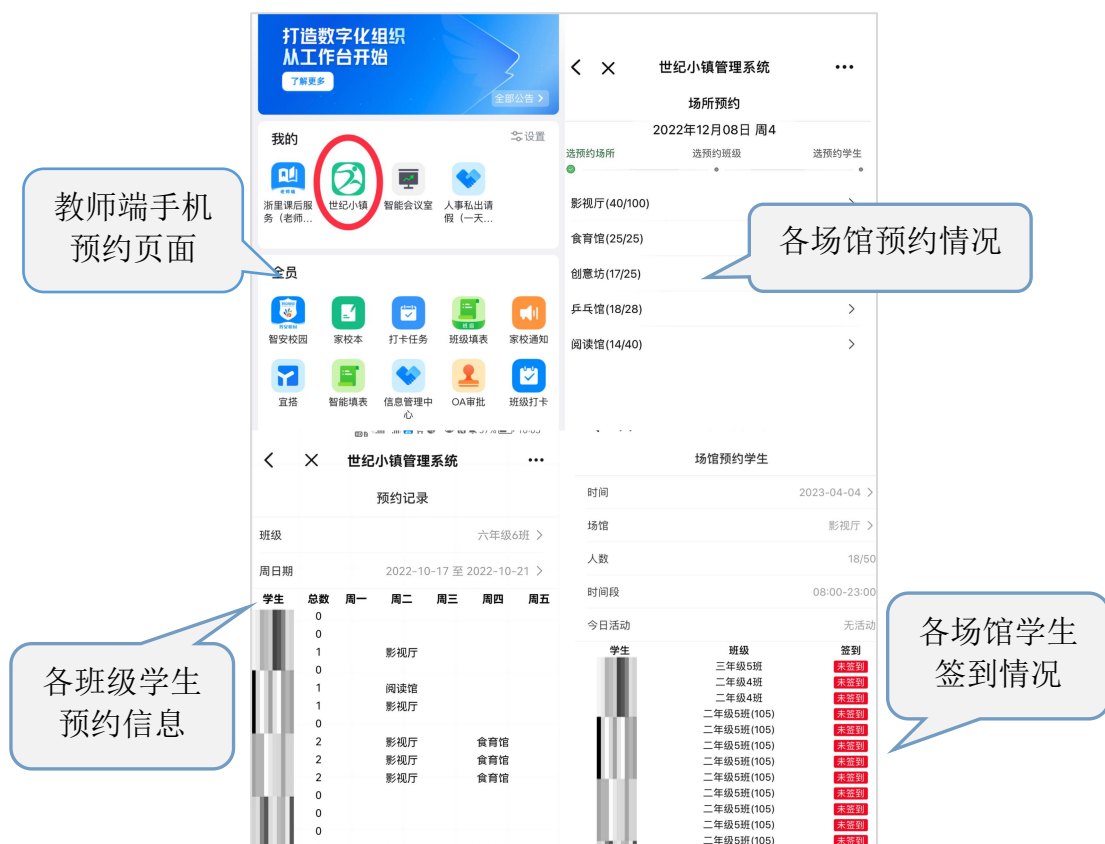 打造数字化组织
从工作台开始
了解更多
全部公告 >
我的
设置
浙里课后服务（老师...
世纪小镇
智能会议室
人事私出请假（一天...
全员
智安校园
家校本
打卡任务
班级填表
家校通知
宜搭
智能填表
信息管理中心
OA审批
班级打卡
教师端手机
预约页面
世纪小镇管理系统
场所预约
2022年12月08日 周4
选预约场所 选预约班级 选预约学生
影视厅(40/100)
食育馆(25/25)
创意坊(17/25)
乒乓馆(18/28)
阅读馆(14/40)
各场馆预约情况
世纪小镇管理系统
预约记录
班级 六年级6班
周日期 2022-10-17 至 2022-10-21
学生 总数 周一 周二 周三 周四 周五
0
0
1 影视厅
0
1 阅读馆
1 影视厅
0
2 影视厅 食育馆
2 影视厅 食育馆
2 影视厅 食育馆
0
0
0
各班级学生
预约信息
场馆预约学生
时间 2023-04-04
场馆 影视厅
人数 18/50
时间段 08:00-23:00
今日活动 无活动
学生 班级 签到
三年级5班 未签到
二年级4班 未签到
二年级4班 未签到
二年级5班(105) 未签到
二年级5班(105) 未签到
二年级5班(105) 未签到
二年级5班(105) 未签到
二年级5班(105) 未签到
二年级5班(105) 未签到
二年级5班(105) 未签到
二年级5班(105) 未签到
二年级5班(105) 未签到
各场馆学生
签到情况